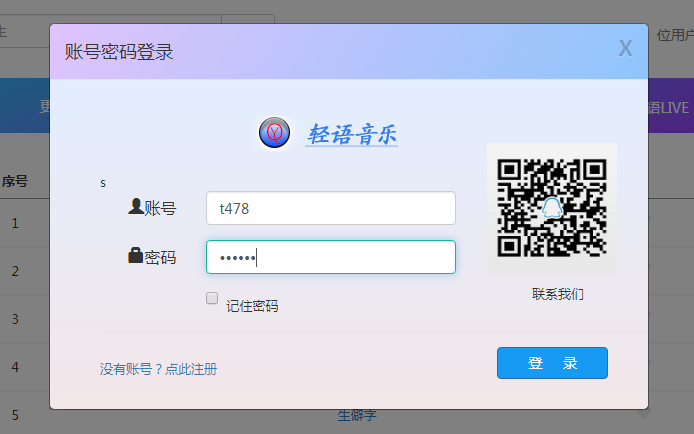 生
位用户
账号密码登录
X
更
语LIVE
轻语音乐
序号
s
账号
t478
1
密码
••••••
2
记住密码
联系我们
3
没有账号？点此注册
登 录
4
5
生僻字